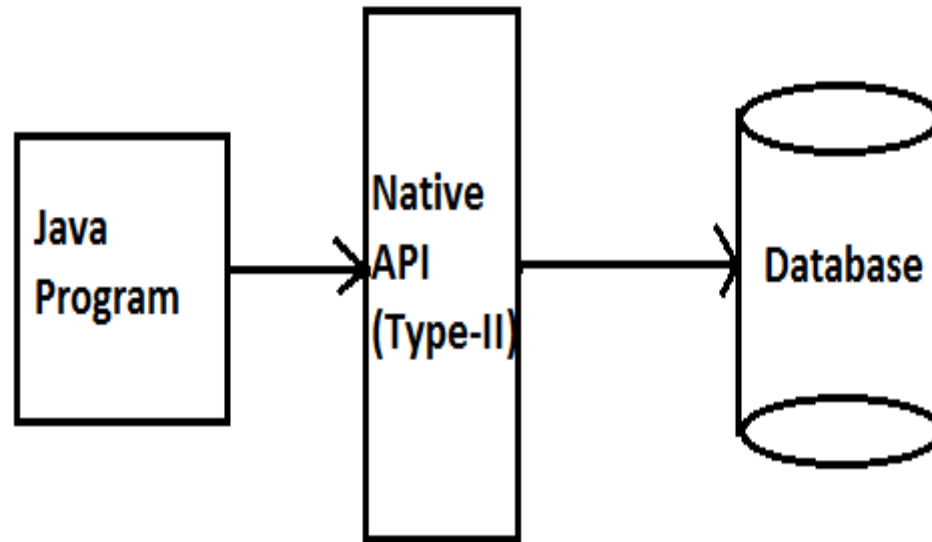 Java
Program
Native
API
(Type-II)
Database